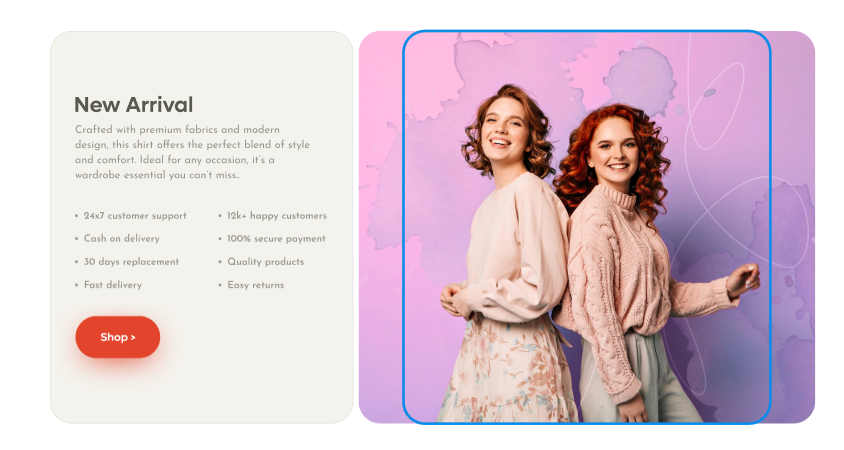 New Arrival
Crafted with premium fabrics and modern
design, this shirt offers the perfect blend of style
and comfort. Ideal for any occasion, it's a
wardrobe essential you can't miss..
• 24x7 customer support
• Cash on delivery
• 30 days replacement
• Fast delivery
• 12k+ happy customers
• 100% secure payment
• Quality products
• Easy returns
Shop >